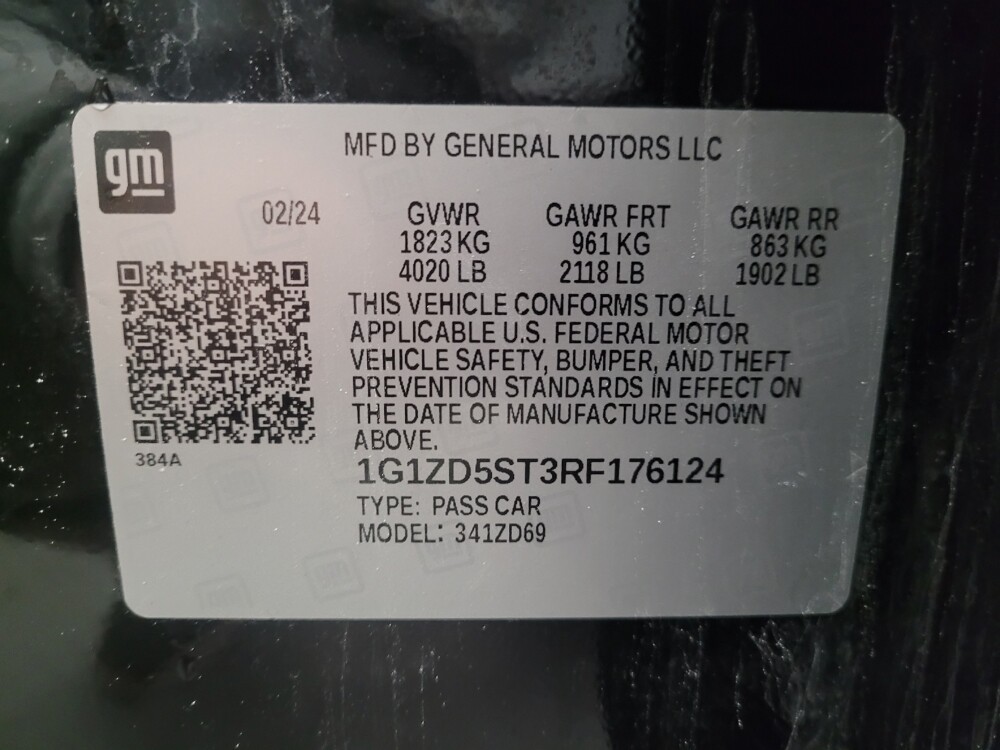 gm
MFD BY GENERAL MOTORS LLC
02/24 GVWR GAWR FRT GAWR RR
1823 KG 961 KG 863 KG
4020 LB 2118 LB 1902 LB
THIS VEHICLE CONFORMS TO ALL
APPLICABLE U.S. FEDERAL MOTOR
VEHICLE SAFETY, BUMPER, AND THEFT
PREVENTION STANDARDS IN EFFECT ON
THE DATE OF MANUFACTURE SHOWN
ABOVE.
384A
1G1ZD5ST3RF176124
TYPE: PASS CAR
MODEL: 341ZD69